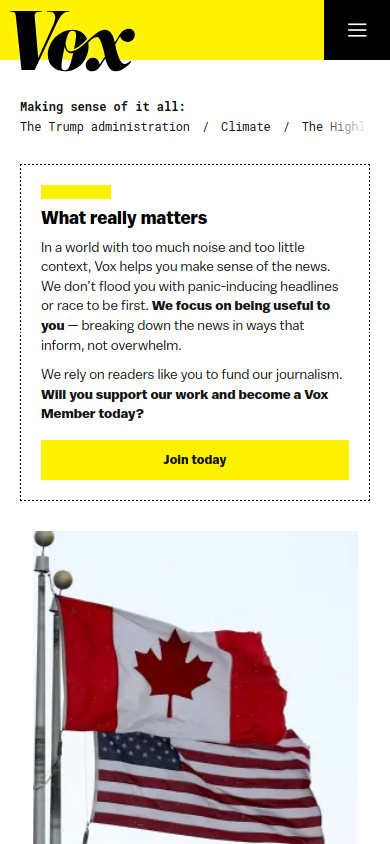 Vox
Making sense of it all:
The Trump administration / Climate / The
What really matters
In a world with too much noise and too little
context, Vox helps you make sense of the news.
We don't flood you with panic-inducing headlines
or race to be first. We focus on being useful to
you — breaking down the news in ways that
inform, not overwhelm.
We rely on readers like you to fund our journalism.
Will you support our work and become a Vox
Member today?
Join today